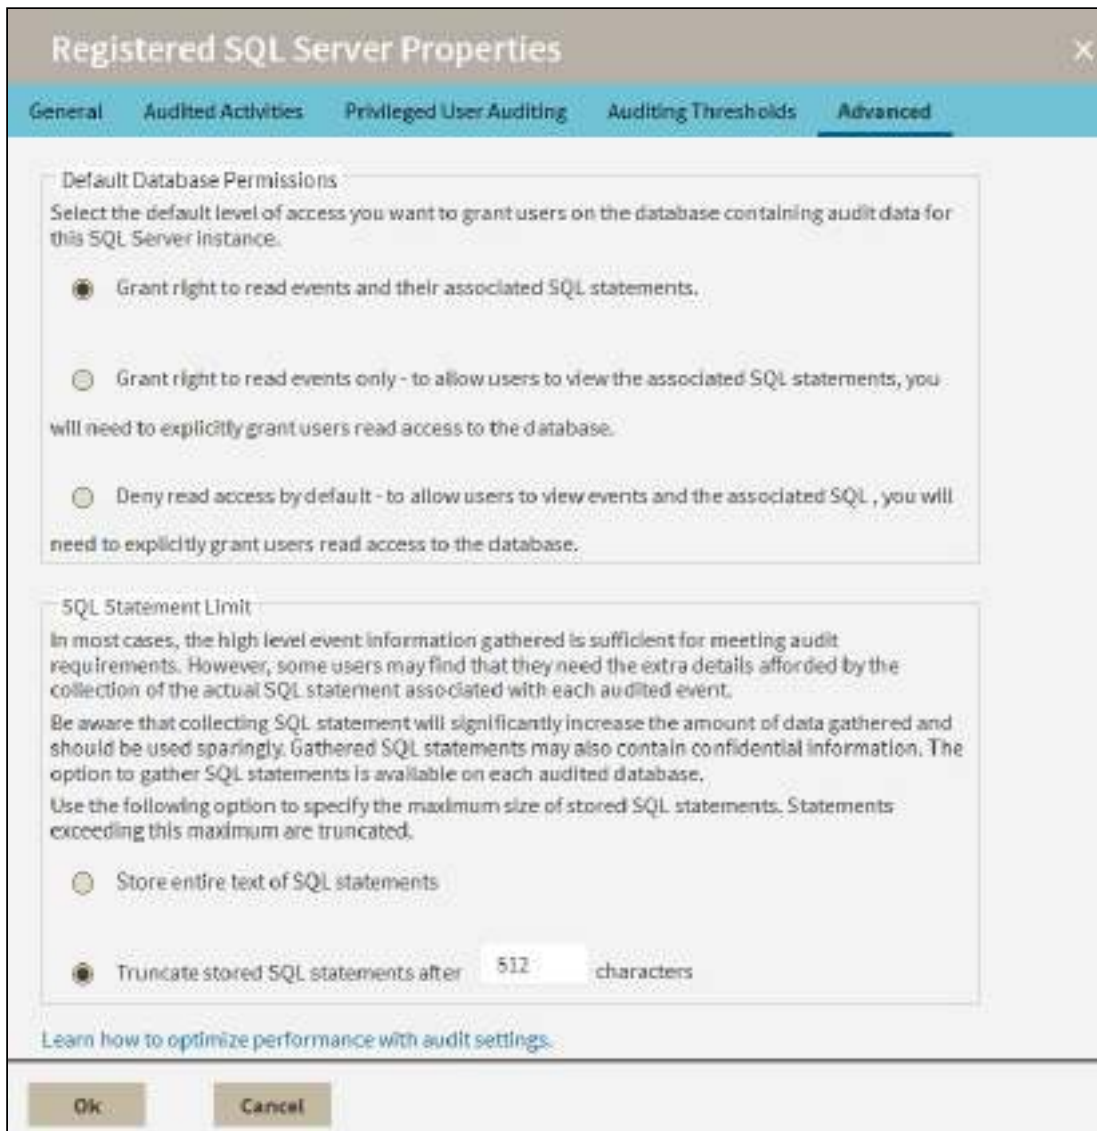 Registered SQL Server Properties
General Audited Activities Privileged User Auditing Auditing Thresholds Advanced
Default Database Permissions
Select the default level of access you want to grant users on the database containing audit data for
this SQL Server instance.
Grant right to read events and their associated SQL statements.
Grant right to read events only - to allow users to view the associated SQL statements, you
will need to explicitly grant users read access to the database.
Deny read access by default - to allow users to view events and the associated SQL , you will
need to explicitly grant users read access to the database.
SQL Statement Limit
In most cases, the high level event information gathered is sufficient for meeting audit
requirements. However, some users may find that they need the extra details afforded by the
collection of the actual SQL statement associated with each audited event.
Be aware that collecting SQL statement will significantly increase the amount of data gathered and
should be used sparingly. Gathered SQL statements may also contain confidential information. The
option to gather SQL statements is available on each audited database.
Use the following option to specify the maximum size of stored SQL statements. Statements
exceeding this maximum are truncated.
Store entire text of SQL statements
Truncate stored SQL statements after 512 characters
Learn how to optimize performance with audit settings.
Ok Cancel